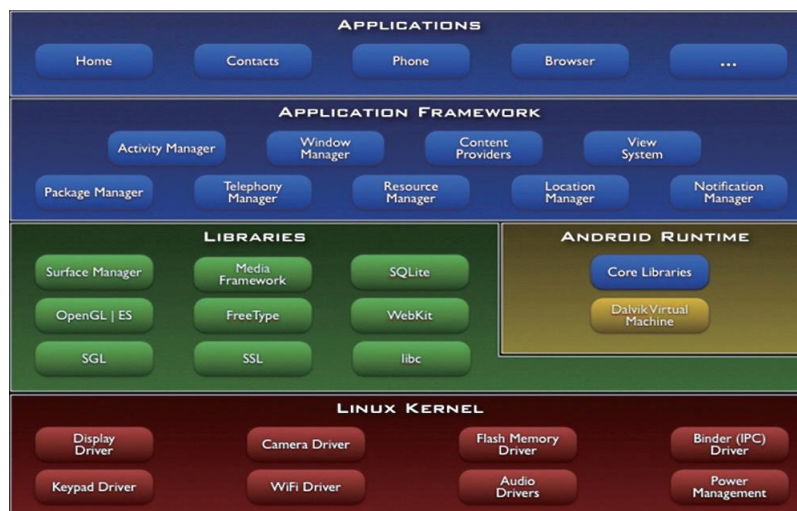 APPLICATIONS
Home
Contacts
Phone
Browser
...
APPLICATION FRAMEWORK
Activity Manager
Window
Manager
Content
Providers
View
System
Package Manager
Telephony
Manager
Resource
Manager
Location
Manager
Notification
Manager
LIBRARIES
Surface Manager
Media
Framework
SQLite
OpenGL | ES
FreeType
WebKit
SGL
SSL
libc
ANDROID RUNTIME
Core Libraries
Dalvik Virtual
Machine
LINUX KERNEL
Display
Driver
Camera Driver
Flash Memory
Driver
Binder (IPC)
Driver
Keypad Driver
WiFi Driver
Audio
Drivers
Power
Management